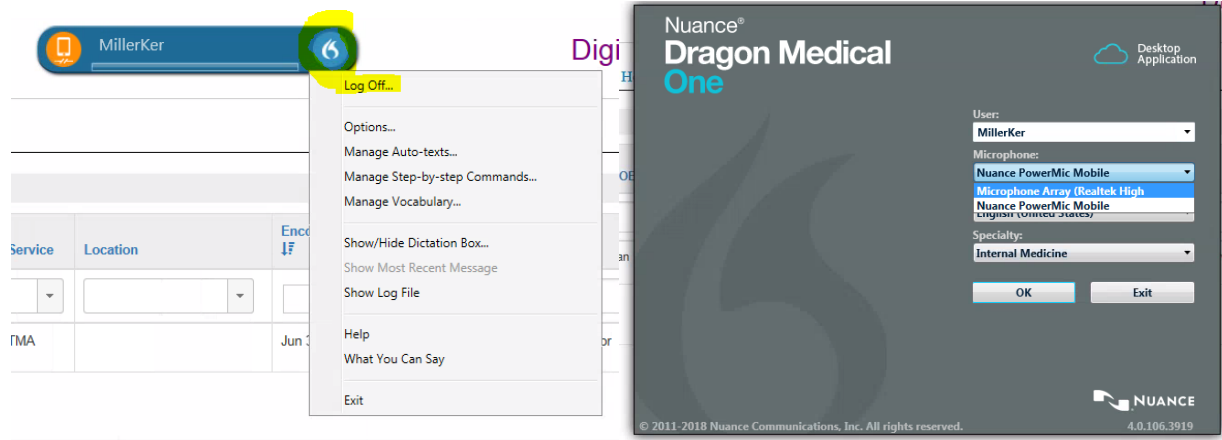 MillerKer
Digi
Log Off...
Options...
Manage Auto-texts...
Manage Step-by-step Commands...
Manage Vocabulary...
Show/Hide Dictation Box...
Show Most Recent Message
Show Log File
Help
What You Can Say
Exit
Service
Location
Enco
TMA
Jun 3
or
OB
an
Nuance®
Dragon Medical
One
Desktop
Application
User:
MillerKer
Microphone:
Nuance PowerMic Mobile
Microphone Array (Realtek High
Nuance PowerMic Mobile
English (United States)
Specialty:
Internal Medicine
OK Exit
NUANCE
© 2011-2018 Nuance Communications, Inc. All rights reserved. 4.0.106.3919